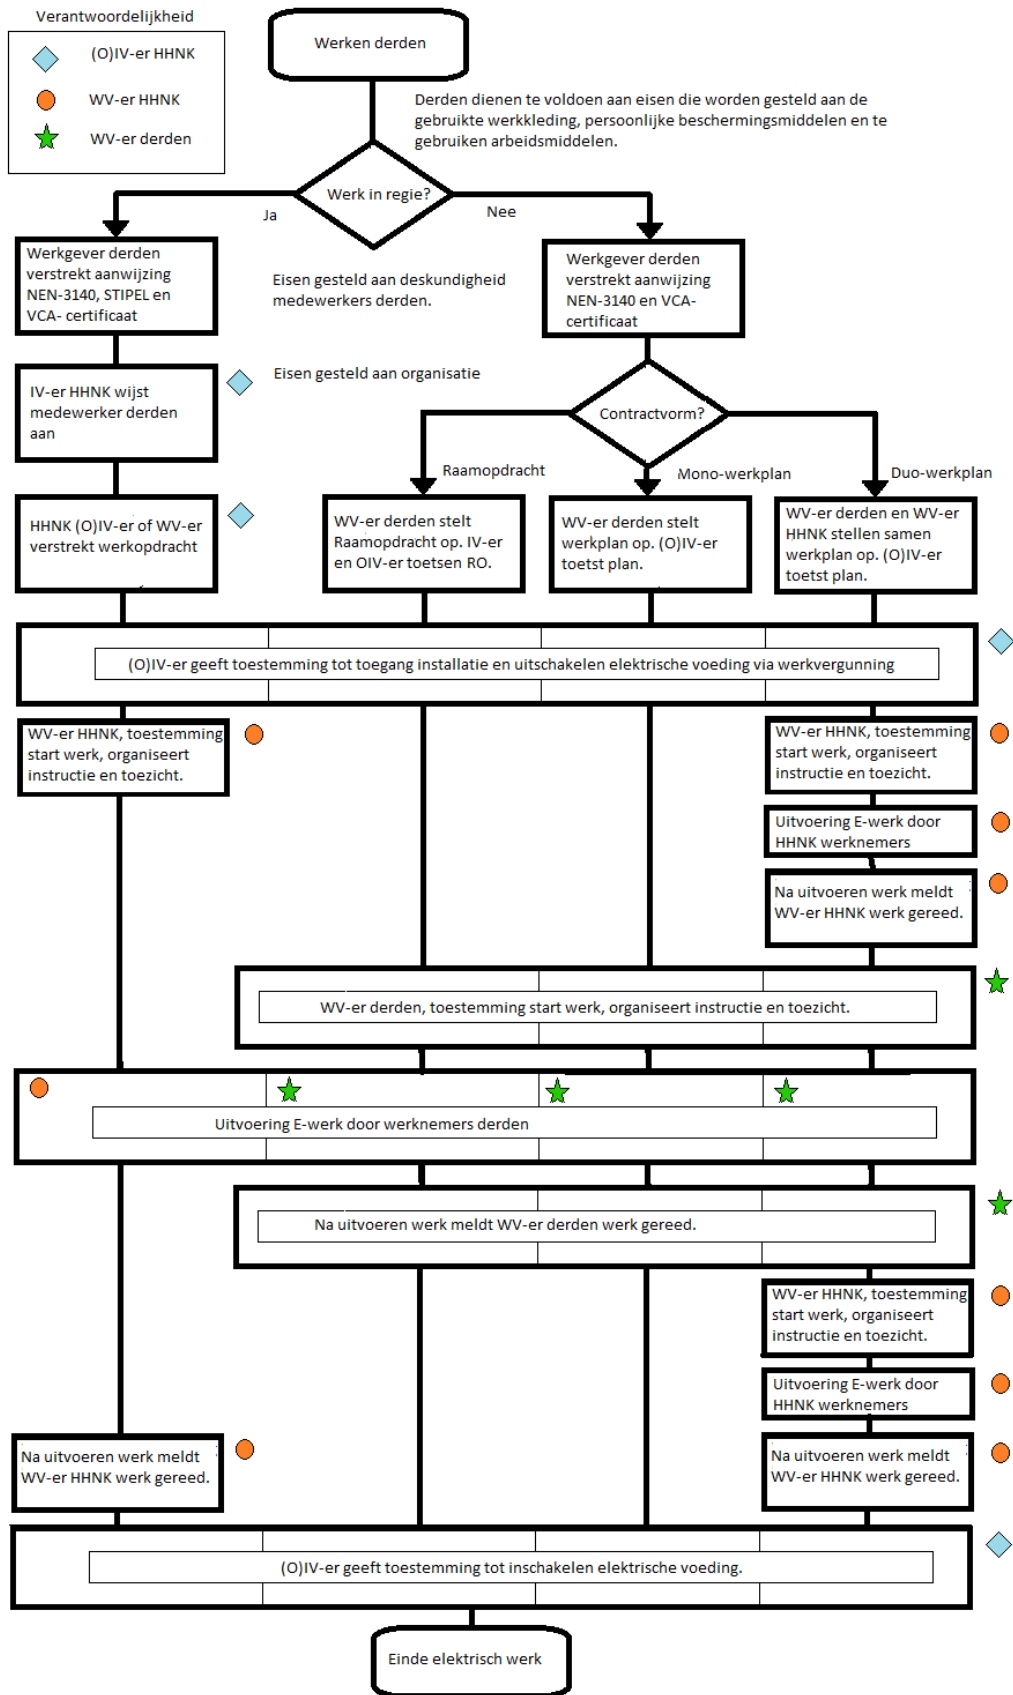 Verantwoordelijkheid
(O)IV-er HHNK
WV-er HHNK
WV-er derden
Werken derden
Derden dienen te voldoen aan eisen die worden gesteld aan de
gebruikte werkkleding, persoonlijke beschermingsmiddelen en te
gebruiken arbeidsmiddelen.
Werk in regie?
Ja
Nee
Werkgever derden
verstrekt aanwijzing
NEN-3140, STIPEL en
VCA- certificaat
Eisen gesteld aan deskundigheid
medewerkers derden.
Werkgever derden
verstrekt aanwijzing
NEN-3140 en VCA-
certificaat
IV-er HHNK wijst
medewerker derden
aan
Eisen gesteld aan organisatie
Contractvorm?
Raamopdracht
Mono-werkplan
Duo-werkplan
HHNK (O)IV-er of WV-er
verstrekt werkopdracht
WV-er derden stelt
Raamopdracht op. IV-er
en OIV-er toetsen RO.
WV-er derden stelt
werkplan op. (O)IV-er
toetst plan.
WV-er derden en WV-er
HHNK stellen samen
werkplan op. (O)IV-er
toetst plan.
(O)IV-er geeft toestemming tot toegang installatie en uitschakelen elektrische voeding via werkvergunning
WV-er HHNK, toestemming
start werk, organiseert
instructie en toezicht.
WV-er HHNK, toestemming
start werk, organiseert
instructie en toezicht.
Uitvoering E-werk door
HHNK werknemers
Na uitvoeren werk meldt
WV-er HHNK werk gereed.
WV-er derden, toestemming start werk, organiseert instructie en toezicht.
Uitvoering E-werk door werknemers derden
Na uitvoeren werk meldt WV-er derden werk gereed.
WV-er HHNK, toestemming
start werk, organiseert
instructie en toezicht.
Uitvoering E-werk door
HHNK werknemers
Na uitvoeren werk meldt
WV-er HHNK werk gereed.
Na uitvoeren werk meldt
WV-er HHNK werk gereed.
(O)IV-er geeft toestemming tot inschakelen elektrische voeding.
Einde elektrisch werk